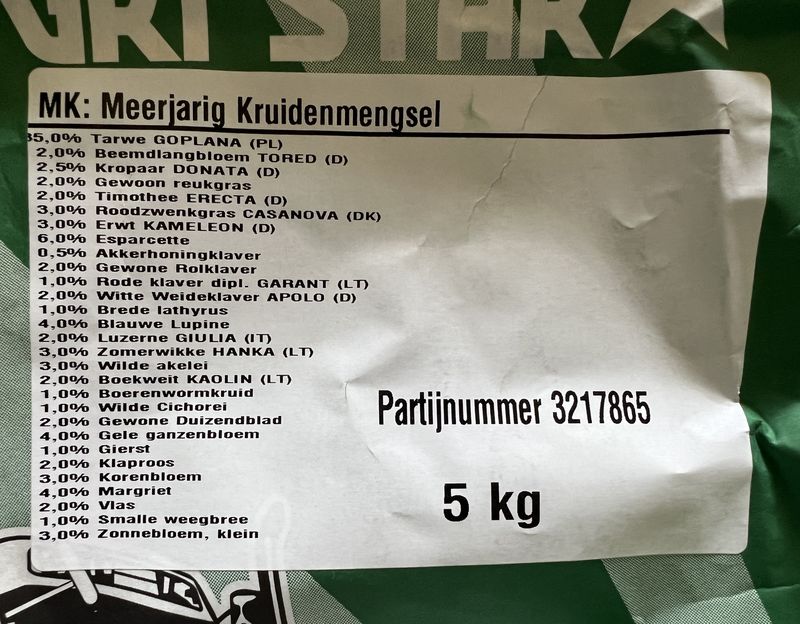 GRI STAR
MK: Meerjarig Kruidenmengsel
35,0% Tarwe GOPLANA (PL)
2,0% Beemdlangbloem TORED (D)
2,5% Kropaar DONATA (D)
2,0% Gewoon reukgras
2,0% Timothee ERECTA (D)
3,0% Roodzwenkgras CASANOVA (DK)
3,0% Erwt KAMELEON (D)
6,0% Esparcette
0,5% Akkerhoningklaver
2,0% Gewone Rolklaver
1,0% Rode klaver dipl. GARANT (LT)
2,0% Witte Weideklaver APOLO (D)
1,0% Brede lathyrus
4,0% Blauwe Lupine
2,0% Luzerne GIULIA (IT)
3,0% Zomerwikke HANKA (LT)
3,0% Wilde akelei
2,0% Boekweit KAOLIN (LT)
1,0% Boerenwormkruid
1,0% Wilde Cichorei
2,0% Gewone Duizendblad
4,0% Gele ganzenbloem
1,0% Gierst
2,0% Klaproos
3,0% Korenbloem
4,0% Margriet
2,0% Vlas
1,0% Smalle weegbree
3,0% Zonnebloem, klein
Partijnummer 3217865
5 kg